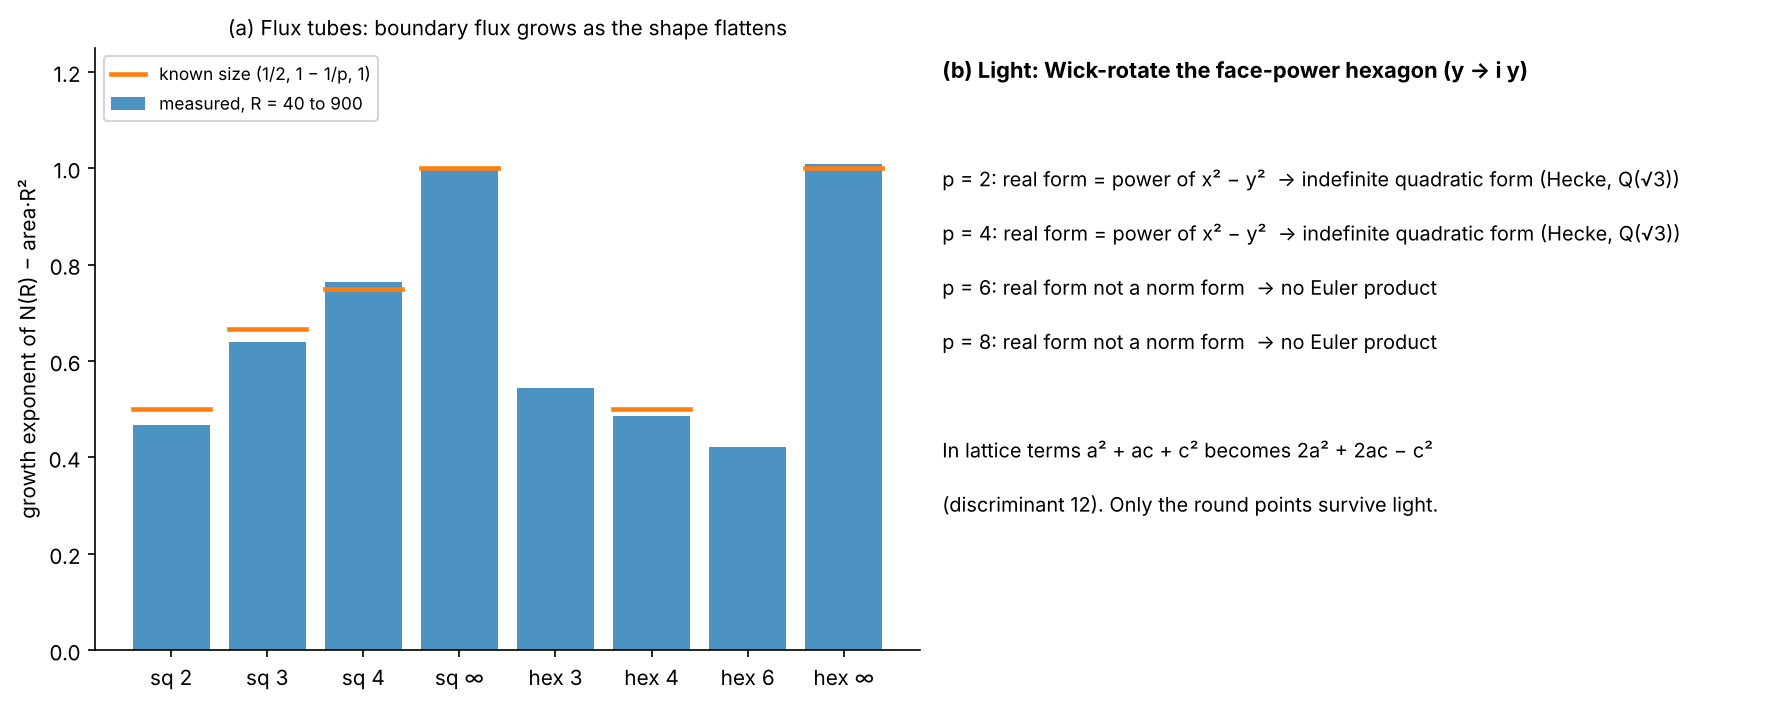 (a) Flux tubes: boundary flux grows as the shape flattens
known size (1/2, 1 − 1/p, 1)
measured, R = 40 to 900
growth exponent of N(R) − area·R²
1.2
1.0
0.8
0.6
0.4
0.2
0.0
sq 2
sq 3
sq 4
sq ∞
hex 3
hex 4
hex 6
hex ∞
(b) Light: Wick-rotate the face-power hexagon (y → i y)
p = 2: real form = power of x² − y² → indefinite quadratic form (Hecke, Q(√3))
p = 4: real form = power of x² − y² → indefinite quadratic form (Hecke, Q(√3))
p = 6: real form not a norm form → no Euler product
p = 8: real form not a norm form → no Euler product
In lattice terms a² + ac + c² becomes 2a² + 2ac − c²
(discriminant 12). Only the round points survive light.